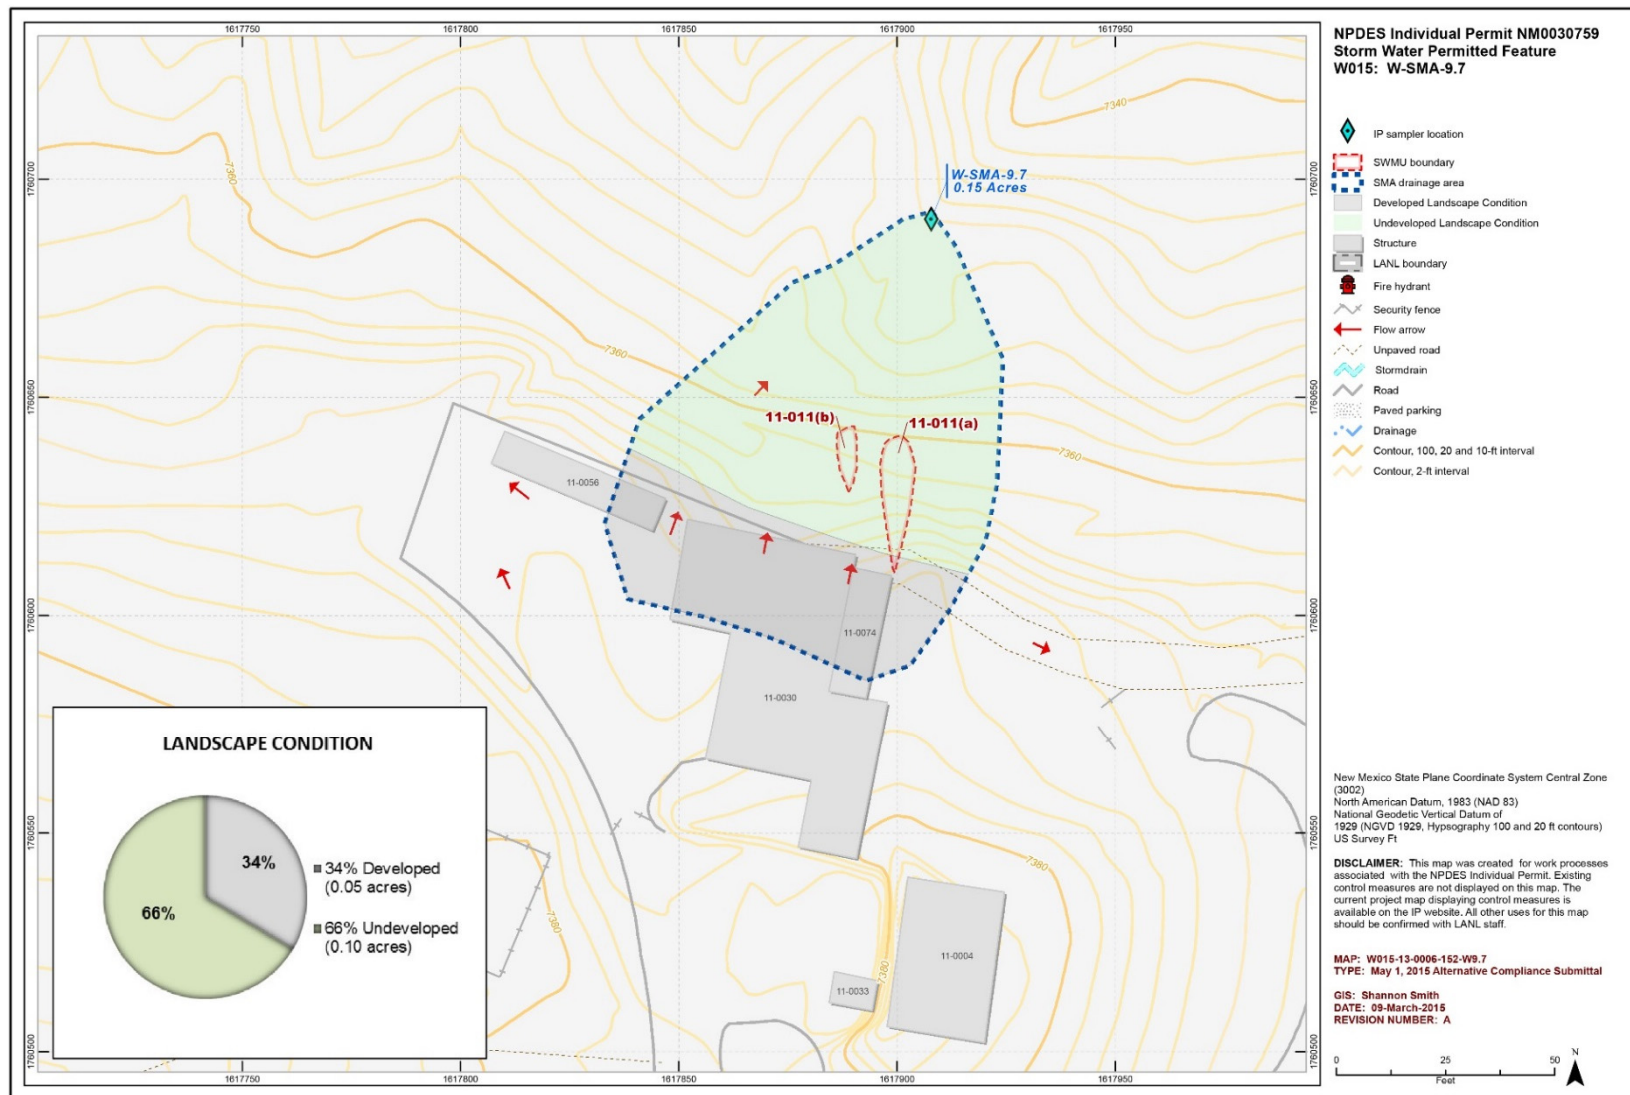 1617750
1617800
1617850
1617900
1617950
NPDES Individual Permit NM0030759
Storm Water Permitted Feature
W015: W-SMA-9.7
7340
IP sampler location
SWMU boundary
SMA drainage area
Developed Landscape Condition
Undeveloped Landscape Condition
Structure
LANL boundary
Fire hydrant
Security fence
Flow arrow
Unpaved road
Stormdrain
Road
Paved parking
Drainage
Contour, 100, 20 and 10-ft interval
Contour, 2-ft interval
1760700
1760700
7360
W-SMA-9.7
0.15 Acres
7360
1760650
1760650
11-011(b)
11-011(a)
7360
11-0056
1760600
1760600
11-0074
11-0030
LANDSCAPE CONDITION
34%
66%
34% Developed
(0.05 acres)
66% Undeveloped
(0.10 acres)
1760550
1760550
7380
7380
7380
11-0004
11-0033
1760500
1760500
1617750
1617800
1617850
1617900
1617950
New Mexico State Plane Coordinate System Central Zone
(3002)
North American Datum, 1983 (NAD 83)
National Geodetic Vertical Datum of
1929 (NGVD 1929, Hypsography 100 and 20 ft contours)
US Survey Ft
DISCLAIMER: This map was created for work processes
associated with the NPDES Individual Permit. Existing
control measures are not displayed on this map. The
current project map displaying control measures is
available on the IP website. All other uses for this map
should be confirmed with LANL staff.
MAP: W015-13-0006-152-W9.7
TYPE: May 1, 2015 Alternative Compliance Submittal
GIS: Shannon Smith
DATE: 09-March-2015
REVISION NUMBER: A
0 25 50
Feet
N